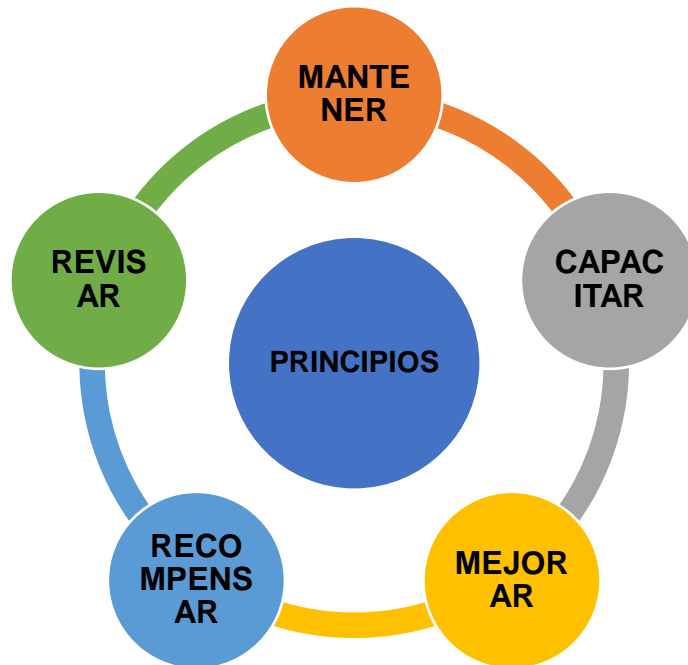 MANTE
NER
CAPAC
ITAR
MEJOR
AR
RECO
MPENS
AR
REVIS
AR
PRINCIPIOS